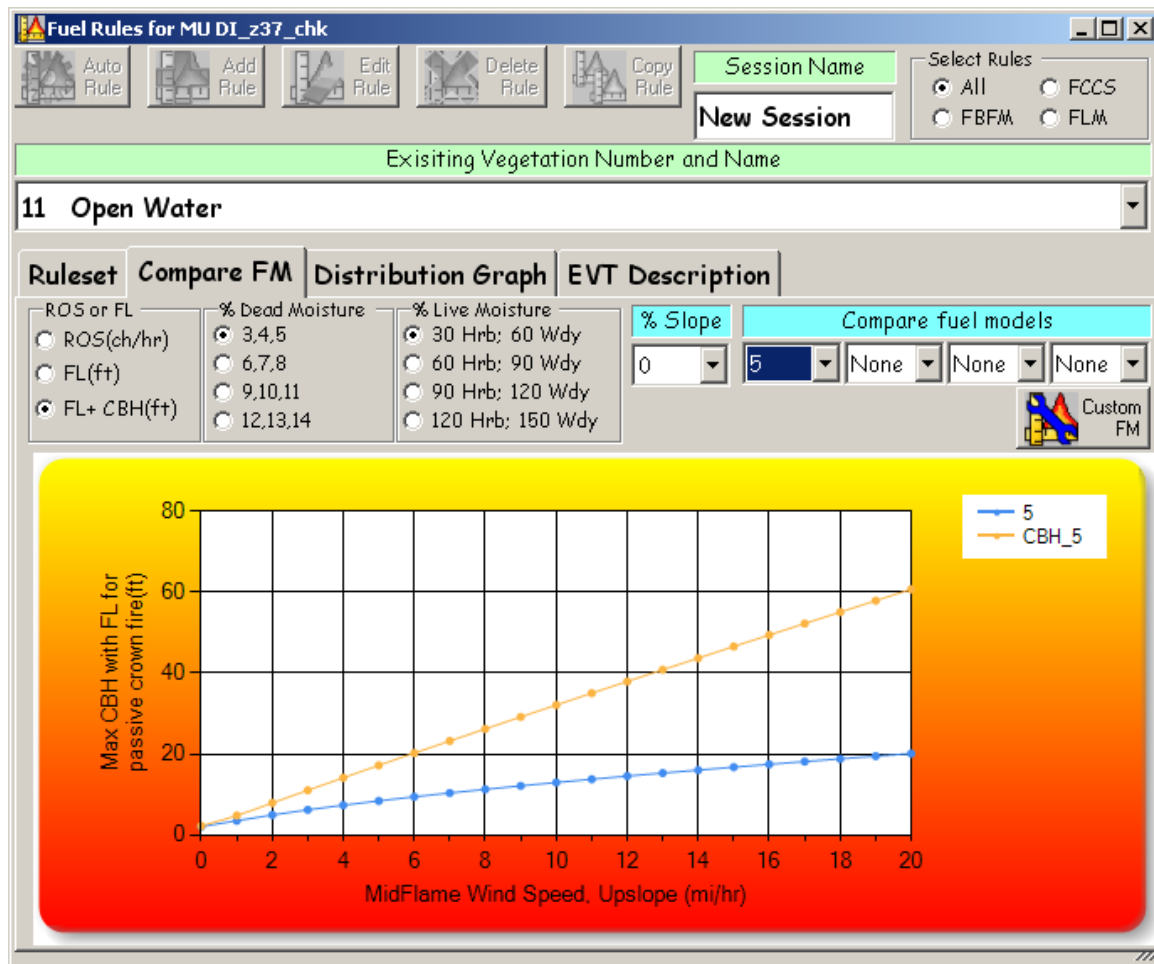 Fuel Rules for MU DI_z37_chk
Auto Rule
Add Rule
Edit Rule
Delete Rule
Copy Rule
Session Name
New Session
Select Rules
All
FCCS
FBFM
FLM
Exisiting Vegetation Number and Name
11 Open Water
Ruleset
Compare FM
Distribution Graph
EVT Description
ROS or FL
ROS(ch/hr)
FL(ft)
FL+ CBH(ft)
% Dead Moisture
3,4,5
6,7,8
9,10,11
12,13,14
% Live Moisture
30 Hrb; 60 Wdy
60 Hrb; 90 Wdy
90 Hrb; 120 Wdy
120 Hrb; 150 Wdy
% Slope
0
Compare fuel models
5 None None None
Custom FM
Max CBH with FL for
passive crown fire(ft)
80
60
40
20
0
0 2 4 6 8 10 12 14 16 18 20
MidFlame Wind Speed, Upslope (mi/hr)
5
CBH_5